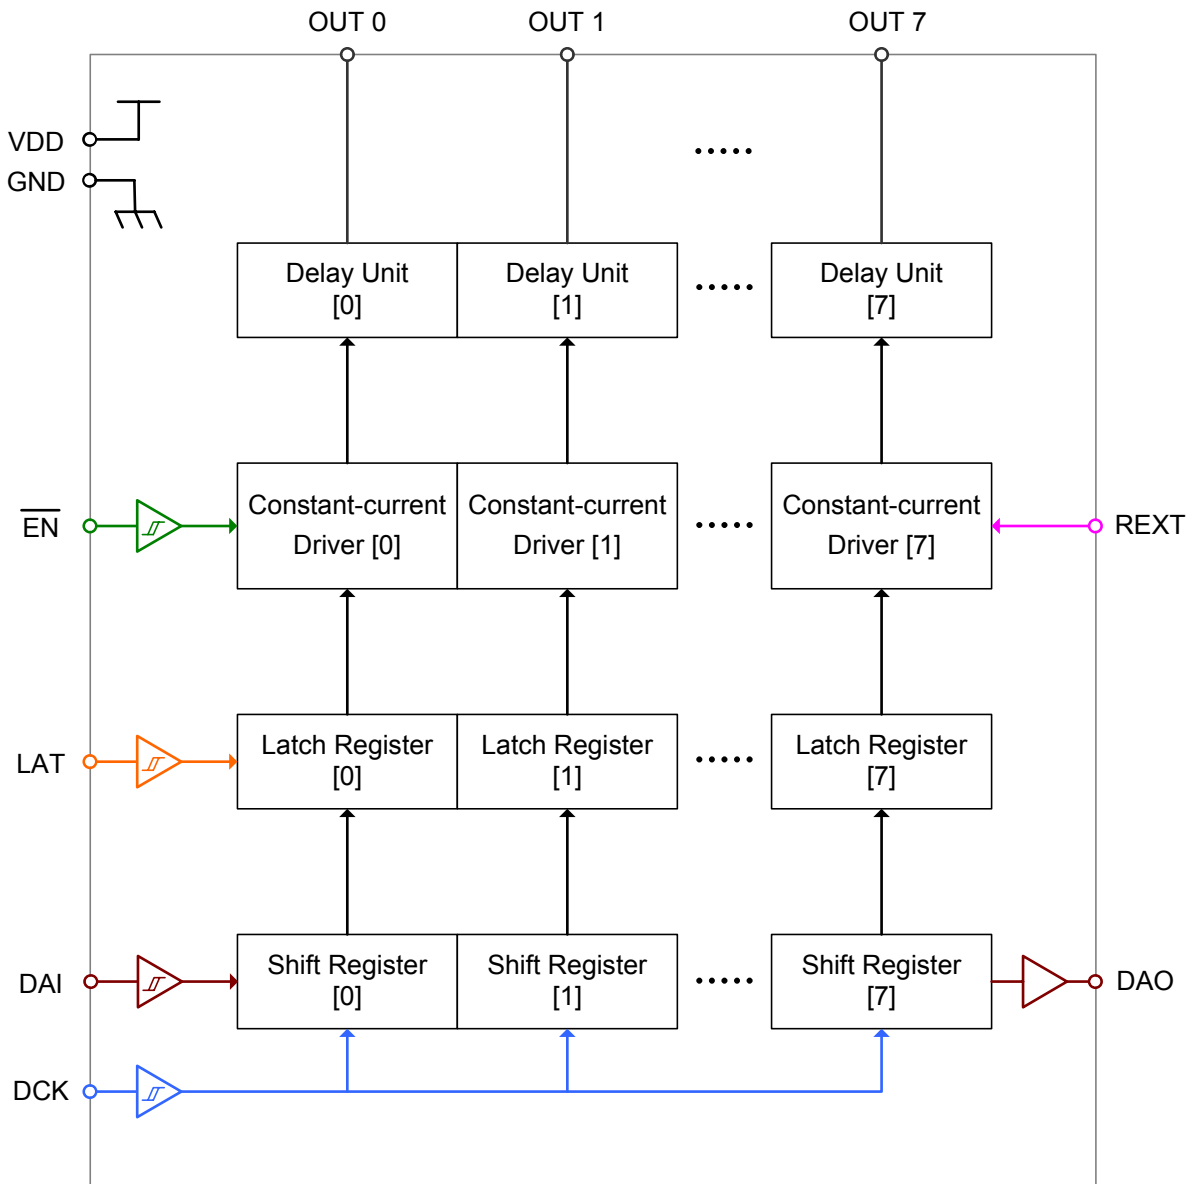 OUT 0 OUT 1 OUT 7
VDD
GND
Delay Unit Delay Unit Delay Unit
[0] [1] [7]
Constant-current Constant-current Constant-current
EN REXT
Driver [0] Driver [1] Driver [7]
Latch Register Latch Register Latch Register
LAT
[0] [1] [7]
Shift Register Shift Register Shift Register
DAI DAO
[0] [1] [7]
DCK